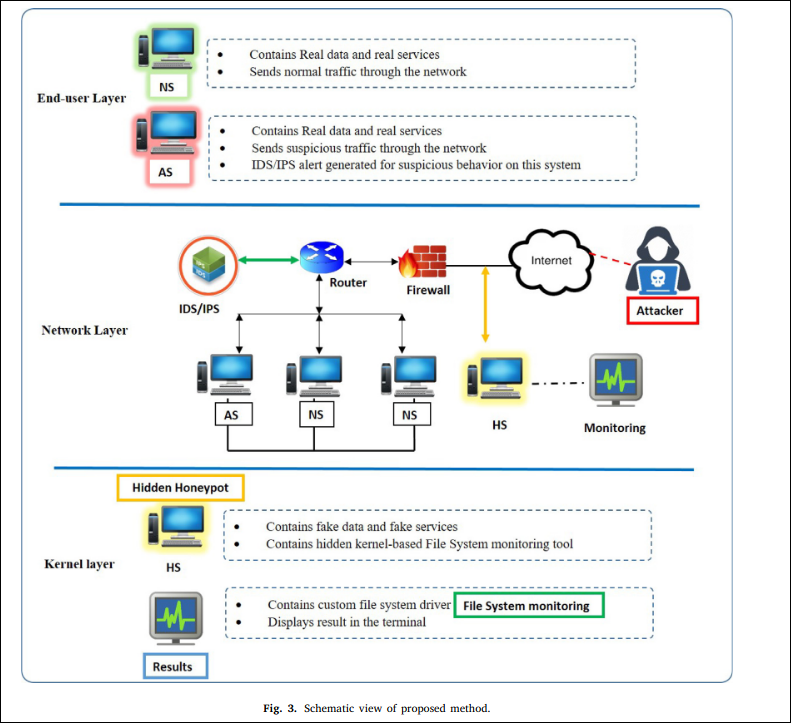 Contains Real data and real services
Sends normal traffic through the network
NS
End-user Layer
Contains Real data and real services
Sends suspicious traffic through the network
IDS/IPS alert generated for suspicious behavior on this system
AS
IPS
IDS
IDS/IPS
Router
Firewall
Internet
Attacker
Network Layer
AS
NS
NS
HS
Monitoring
Hidden Honeypot
Contains fake data and fake services
Contains hidden kernel-based File System monitoring tool
HS
Kernel layer
Contains custom file system driver File System monitoring
Displays result in the terminal
Results
Fig. 3. Schematic view of proposed method.